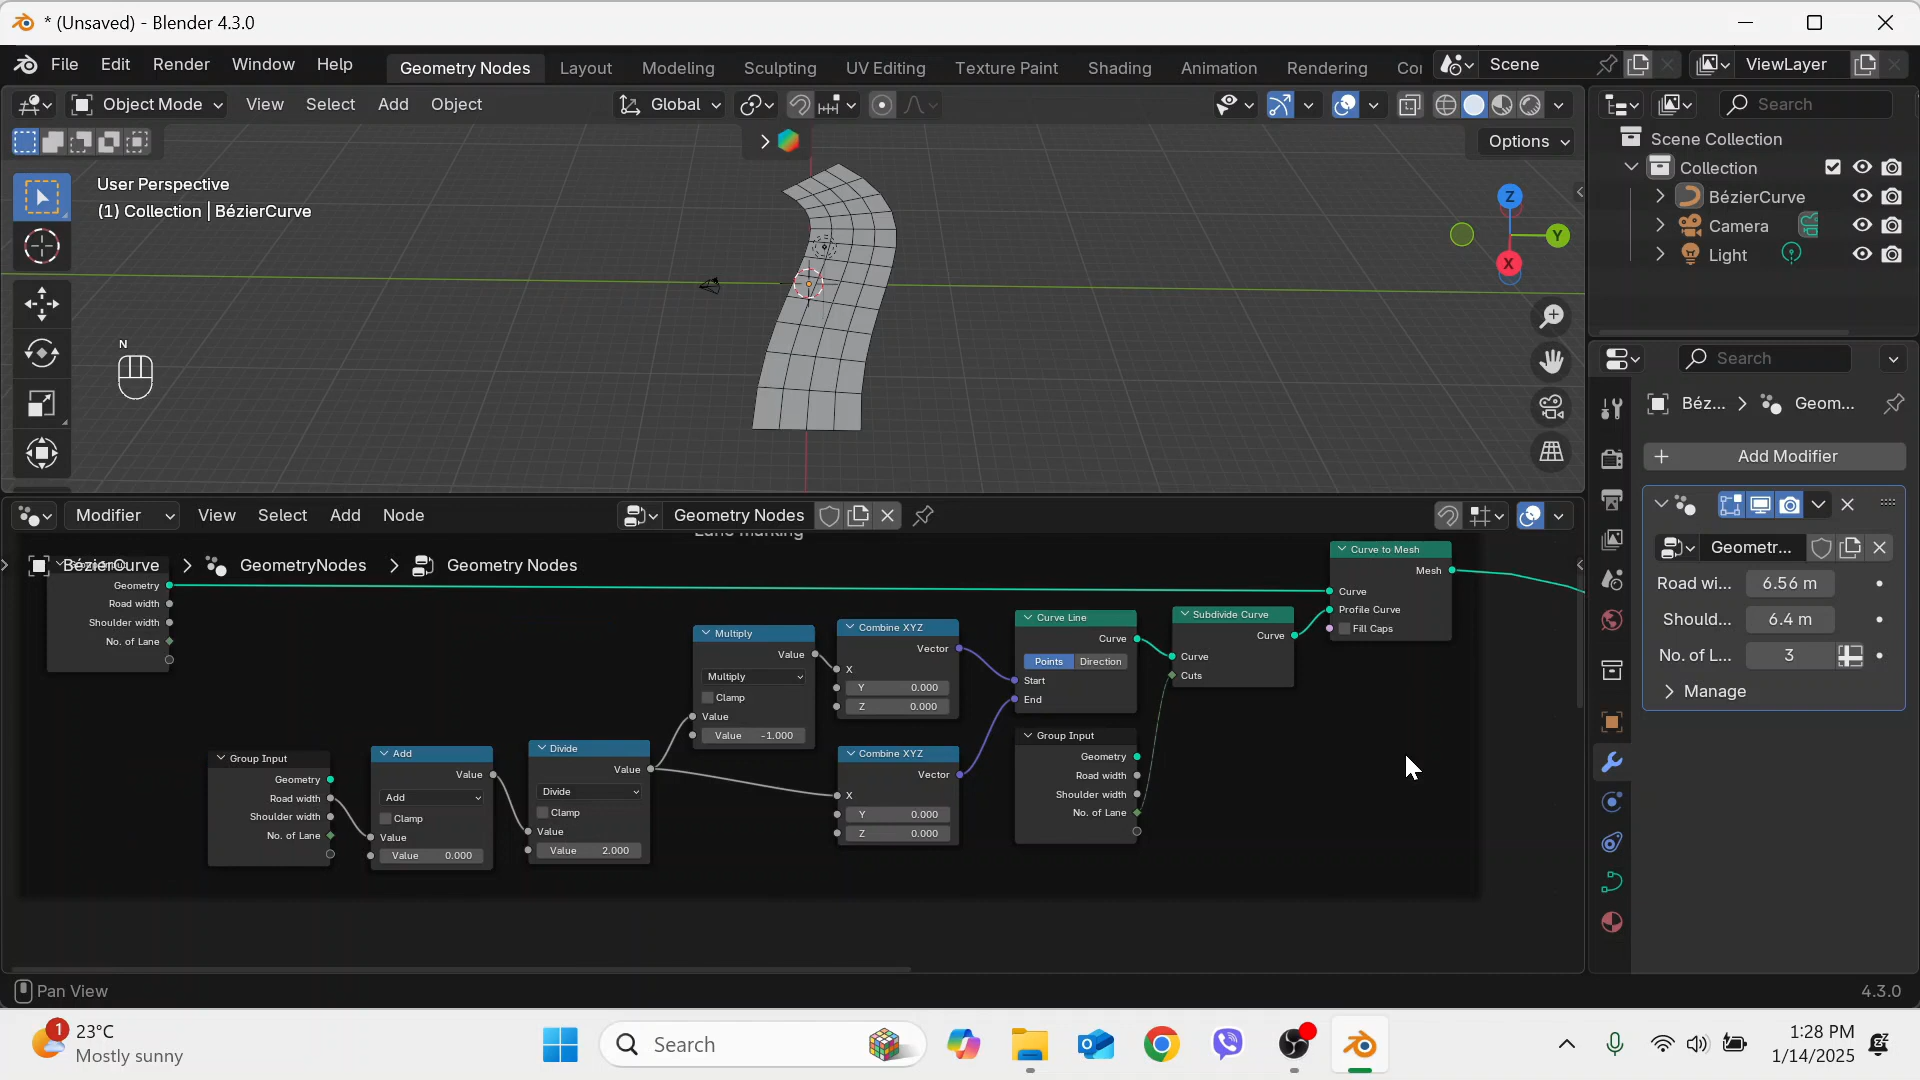 * (Unsaved) - Blender 4.3.0
File Edit Render Window Help
Geometry Nodes Layout Modeling Sculpting UV Editing Texture Paint Shading Animation Rendering Co
Scene
ViewLayer
Object Mode View Select Add Object
Global
Search
Options
User Perspective
(1) Collection | BézierCurve
Z
Y
X
N
Scene Collection
Collection
BézierCurve
Camera
Light
Search
Béz... > Geom...
+ Add Modifier
Geometr...
Road wi... 6.56 m
Should... 6.4 m
No. of L... 3
Manage
Modifier View Select Add Node
Geometry Nodes
Lane marking
BézierCurve > GeometryNodes > Geometry Nodes
Geometry
Road width
Shoulder width
No. of Lane
Group Input
Geometry
Road width
Shoulder width
No. of Lane
Add
Value
Add
Clamp
Value
Value 0.000
Divide
Value
Divide
Clamp
Value
Value 2.000
Multiply
Value
Multiply
Clamp
Value
Value -1.000
Combine XYZ
Vector
X
Y 0.000
Z 0.000
Combine XYZ
Vector
X
Y 0.000
Z 0.000
Curve Line
Curve
Points Direction
Start
End
Group Input
Geometry
Road width
Shoulder width
No. of Lane
Subdivide Curve
Curve
Curve
Cuts
Curve to Mesh
Mesh
Curve
Profile Curve
Fill Caps
Pan View
4.3.0
1
23°C
Mostly sunny
Search
1:28 PM
1/14/2025